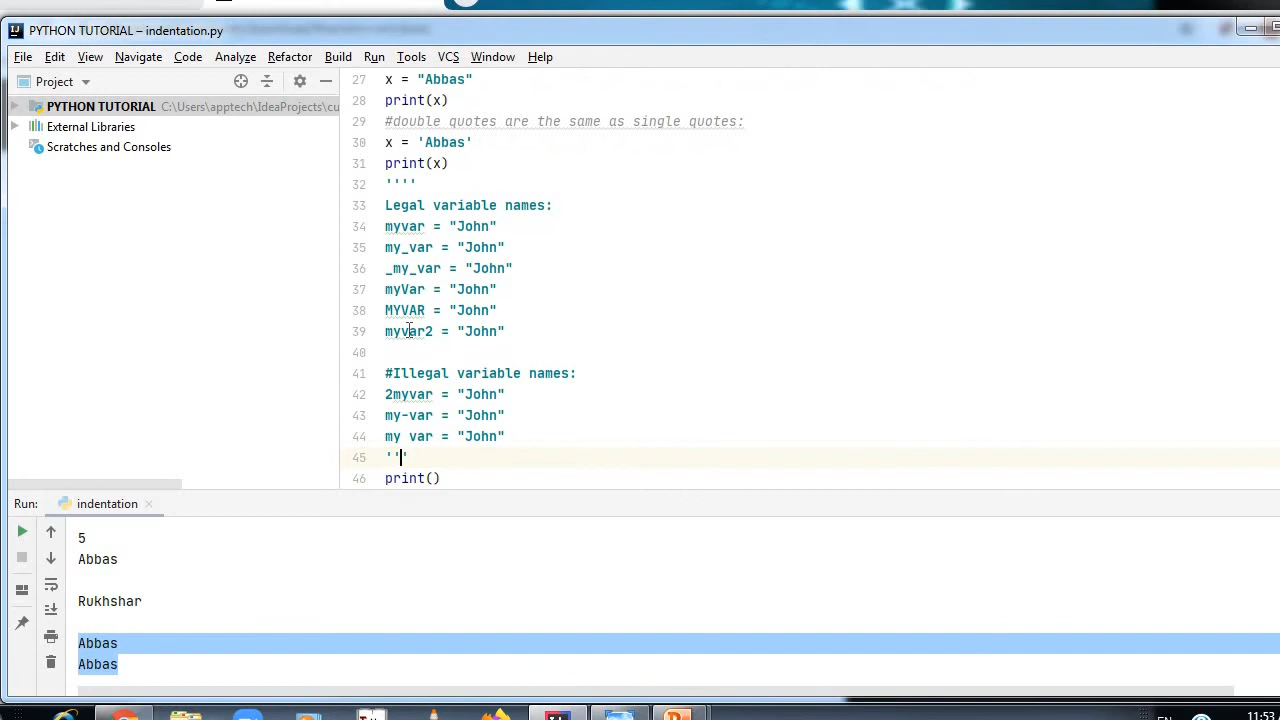 PYTHON TUTORIAL – indentation.py
File Edit View Navigate Code Analyze Refactor Build Run Tools VCS Window Help
Project
PYTHON TUTORIAL C:\Users\apptech\IdeaProjects\cu
External Libraries
Scratches and Consoles
27 x = "Abbas"
28 print(x)
29 #double quotes are the same as single quotes:
30 x = 'Abbas'
31 print(x)
32 ''''
33 Legal variable names:
34 myvar = "John"
35 my_var = "John"
36 _my_var = "John"
37 myVar = "John"
38 MYVAR = "John"
39 myvar2 = "John"
40
41 #Illegal variable names:
42 2myvar = "John"
43 my-var = "John"
44 my var = "John"
45 '''
46 print()
Run: indentation
5
Abbas
Rukhshar
Abbas
Abbas
EN 11:53